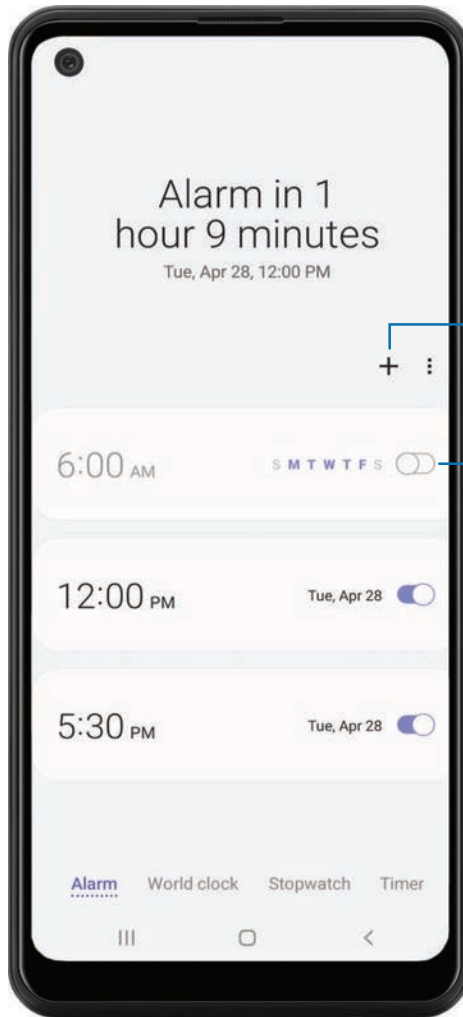 Alarm in 1
hour 9 minutes
Tue, Apr 28, 12:00 PM
6:00 AM S M T W T F S
12:00 PM Tue, Apr 28
5:30 PM Tue, Apr 28
Alarm World clock Stopwatch Timer